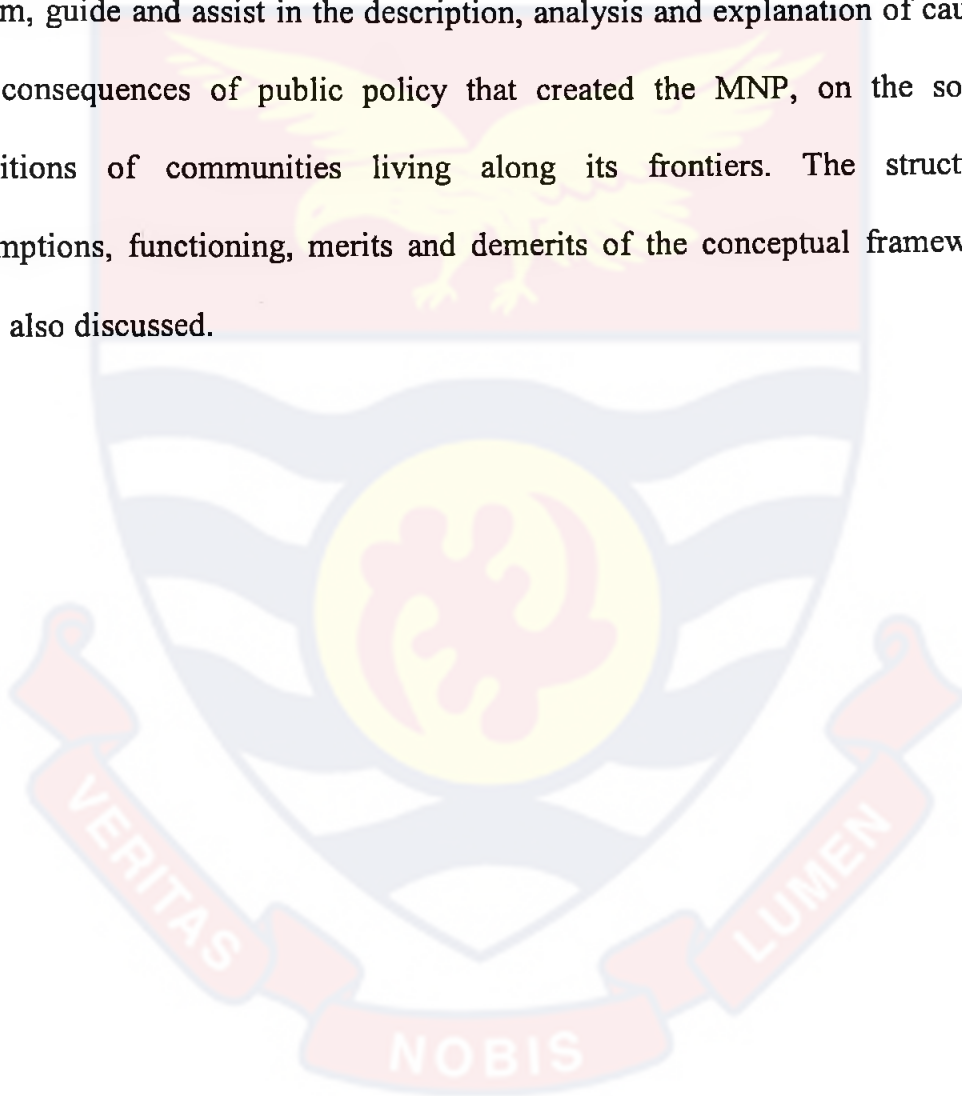 m, guide and assist in the description, analysis and explanation of cau
consequences of public policy that created the MNP, on the so
itions of communities living along its frontiers. The struct
mptions, functioning, merits and demerits of the conceptual framew
also discussed.
VERITAS
NOBIS
LUMEN